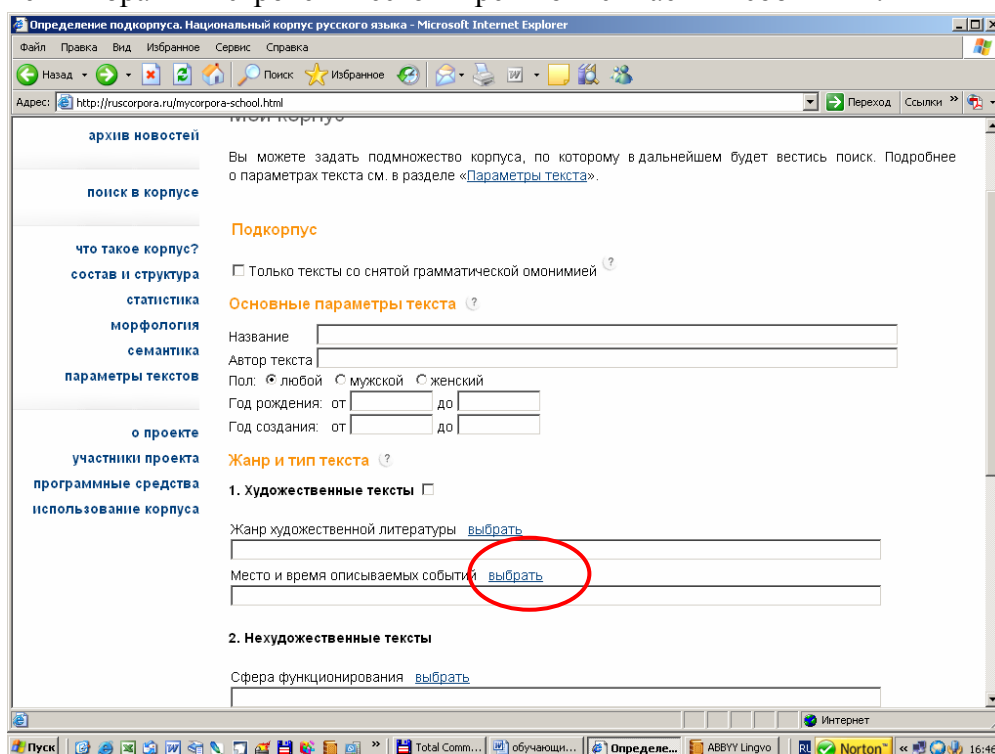 Определение подкорпуса. Национальный корпус русского языка - Microsoft Internet Explorer
Файл Правка Вид Избранное Сервис Справка
Назад Поиск Избранное
Адрес: http://ruscorpora.ru/mycorpora-school.html Переход Ссылки »
Мой корпус
архив новостей
Вы можете задать подмножество корпуса, по которому в дальнейшем будет вестись поиск. Подробнее
о параметрах текста см. в разделе «Параметры текста».
поиск в корпусе
Подкорпус
что такое корпус?
состав и структура
Только тексты со снятой грамматической омонимией ?
статистика
Основные параметры текста ?
морфология
Название
семантика
Автор текста
параметры текстов
Пол: любой мужской женский
Год рождения: от до
Год создания: от до
о проекте
участники проекта
Жанр и тип текста ?
программные средства
1. Художественные тексты
использование корпуса
Жанр художественной литературы выбрать
Место и время описываемых событий выбрать
2. Нехудожественные тексты
Сфера функционирования выбрать
Интернет
Пуск » Total Comm... обучающи... Определе... ABBYY Lingvo RL Norton « 16:46